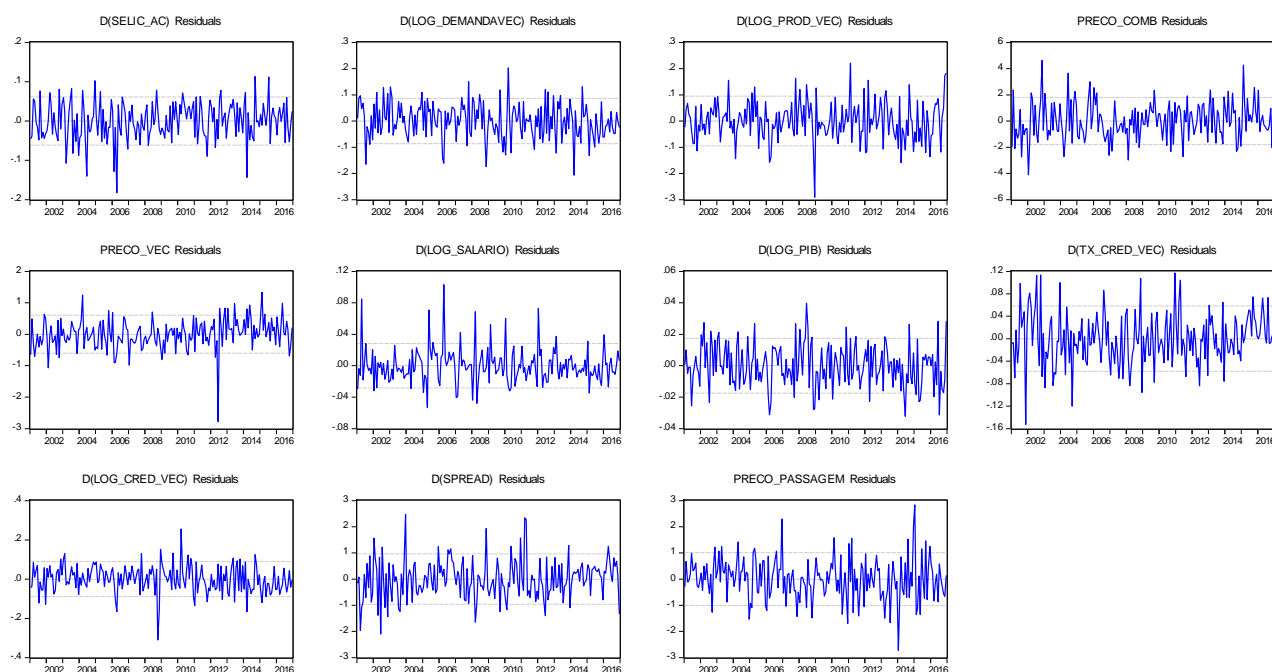 D(SELIC_AC) Residuals D(LOG_DEMANDAVEC) Residuals D(LOG_PROD_VEC) Residuals PRECO_COMB Residuals
.2 .3 .3 6
.2 .2 4
.1
.1 .1 2
.0 .0 .0 0
-.1 -.1 -2
-.1
-.2 -.2 -4
-.2 -.3 -.3 -6
2002 2004 2006 2008 2010 2012 2014 2016 2002 2004 2006 2008 2010 2012 2014 2016 2002 2004 2006 2008 2010 2012 2014 2016 2002 2004 2006 2008 2010 2012 2014 2016
PRECO_VEC Residuals D(LOG_SALARIO) Residuals D(LOG_PIB) Residuals D(TX_CRED_VEC) Residuals
2 .12 .06 .12
1 .08 .04 .08
.04
0 .04 .02 .00
-1 .00 .00 -.04
-2 -.04 -.02 -.08
-.12
-3 -.08 -.04 -.16
2002 2004 2006 2008 2010 2012 2014 2016 2002 2004 2006 2008 2010 2012 2014 2016 2002 2004 2006 2008 2010 2012 2014 2016 2002 2004 2006 2008 2010 2012 2014 2016
D(LOG_CRED_VEC) Residuals D(SPREAD) Residuals PRECO_PASSAGEM Residuals
.4 3 3
2 2
.2
1 1
.0 0 0
-1 -1
-.2
-2 -2
-.4 -3 -3
2002 2004 2006 2008 2010 2012 2014 2016 2002 2004 2006 2008 2010 2012 2014 2016 2002 2004 2006 2008 2010 2012 2014 2016